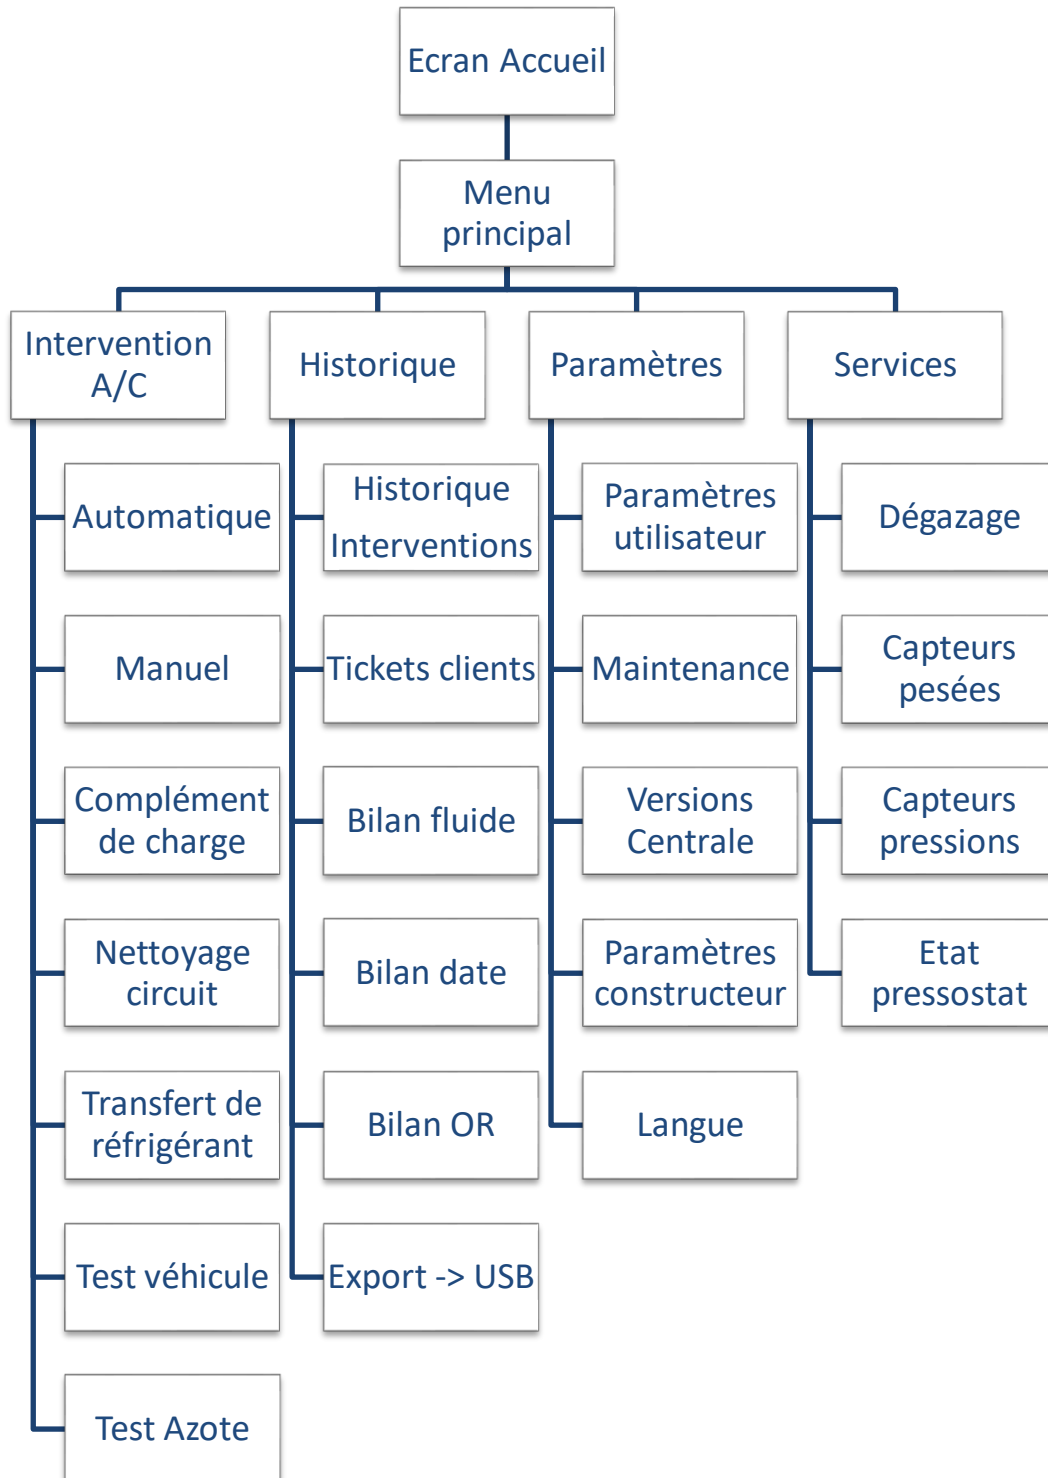 Ecran Accueil
Menu
principal
Intervention
A/C
Historique
Paramètres
Services
Automatique
Historique
Interventions
Paramètres
utilisateur
Dégazage
Manuel
Tickets clients
Maintenance
Capteurs
pesées
Complément
de charge
Bilan fluide
Versions
Centrale
Capteurs
pressions
Nettoyage
circuit
Bilan date
Paramètres
constructeur
Etat
pressostat
Transfert de
réfrigérant
Bilan OR
Langue
Test véhicule
Export -> USB
Test Azote